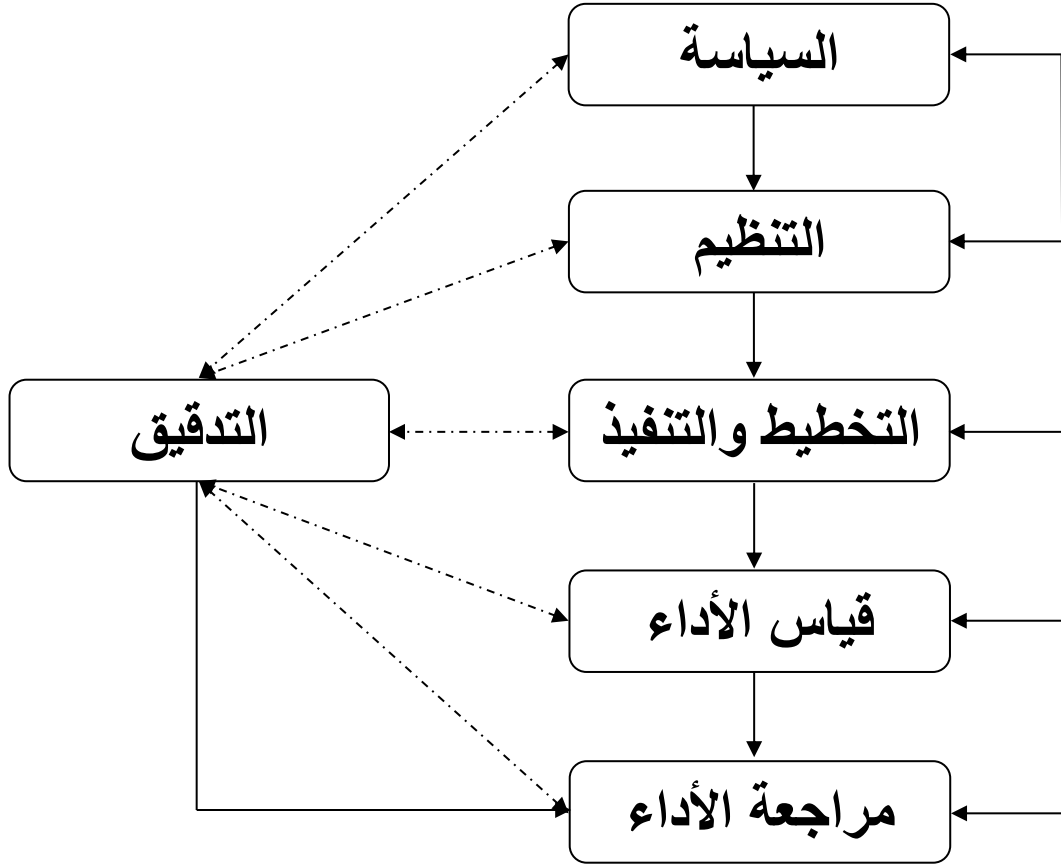 السياسة
التنظيم
التخطيط والتنفيذ
التدقيق
قياس الأداء
مراجعة الأداء